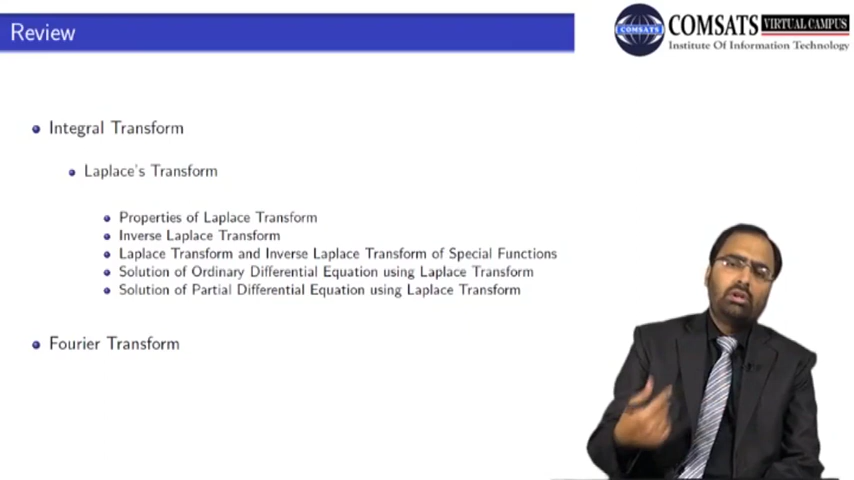 Review
COMSATS VIRTUAL CAMPUS
COMSATS
Institute Of Information Technology
Integral Transform
Laplace's Transform
Properties of Laplace Transform
Inverse Laplace Transform
Laplace Transform and Inverse Laplace Transform of Special Functions
Solution of Ordinary Differential Equation using Laplace Transform
Solution of Partial Differential Equation using Laplace Transform
Fourier Transform